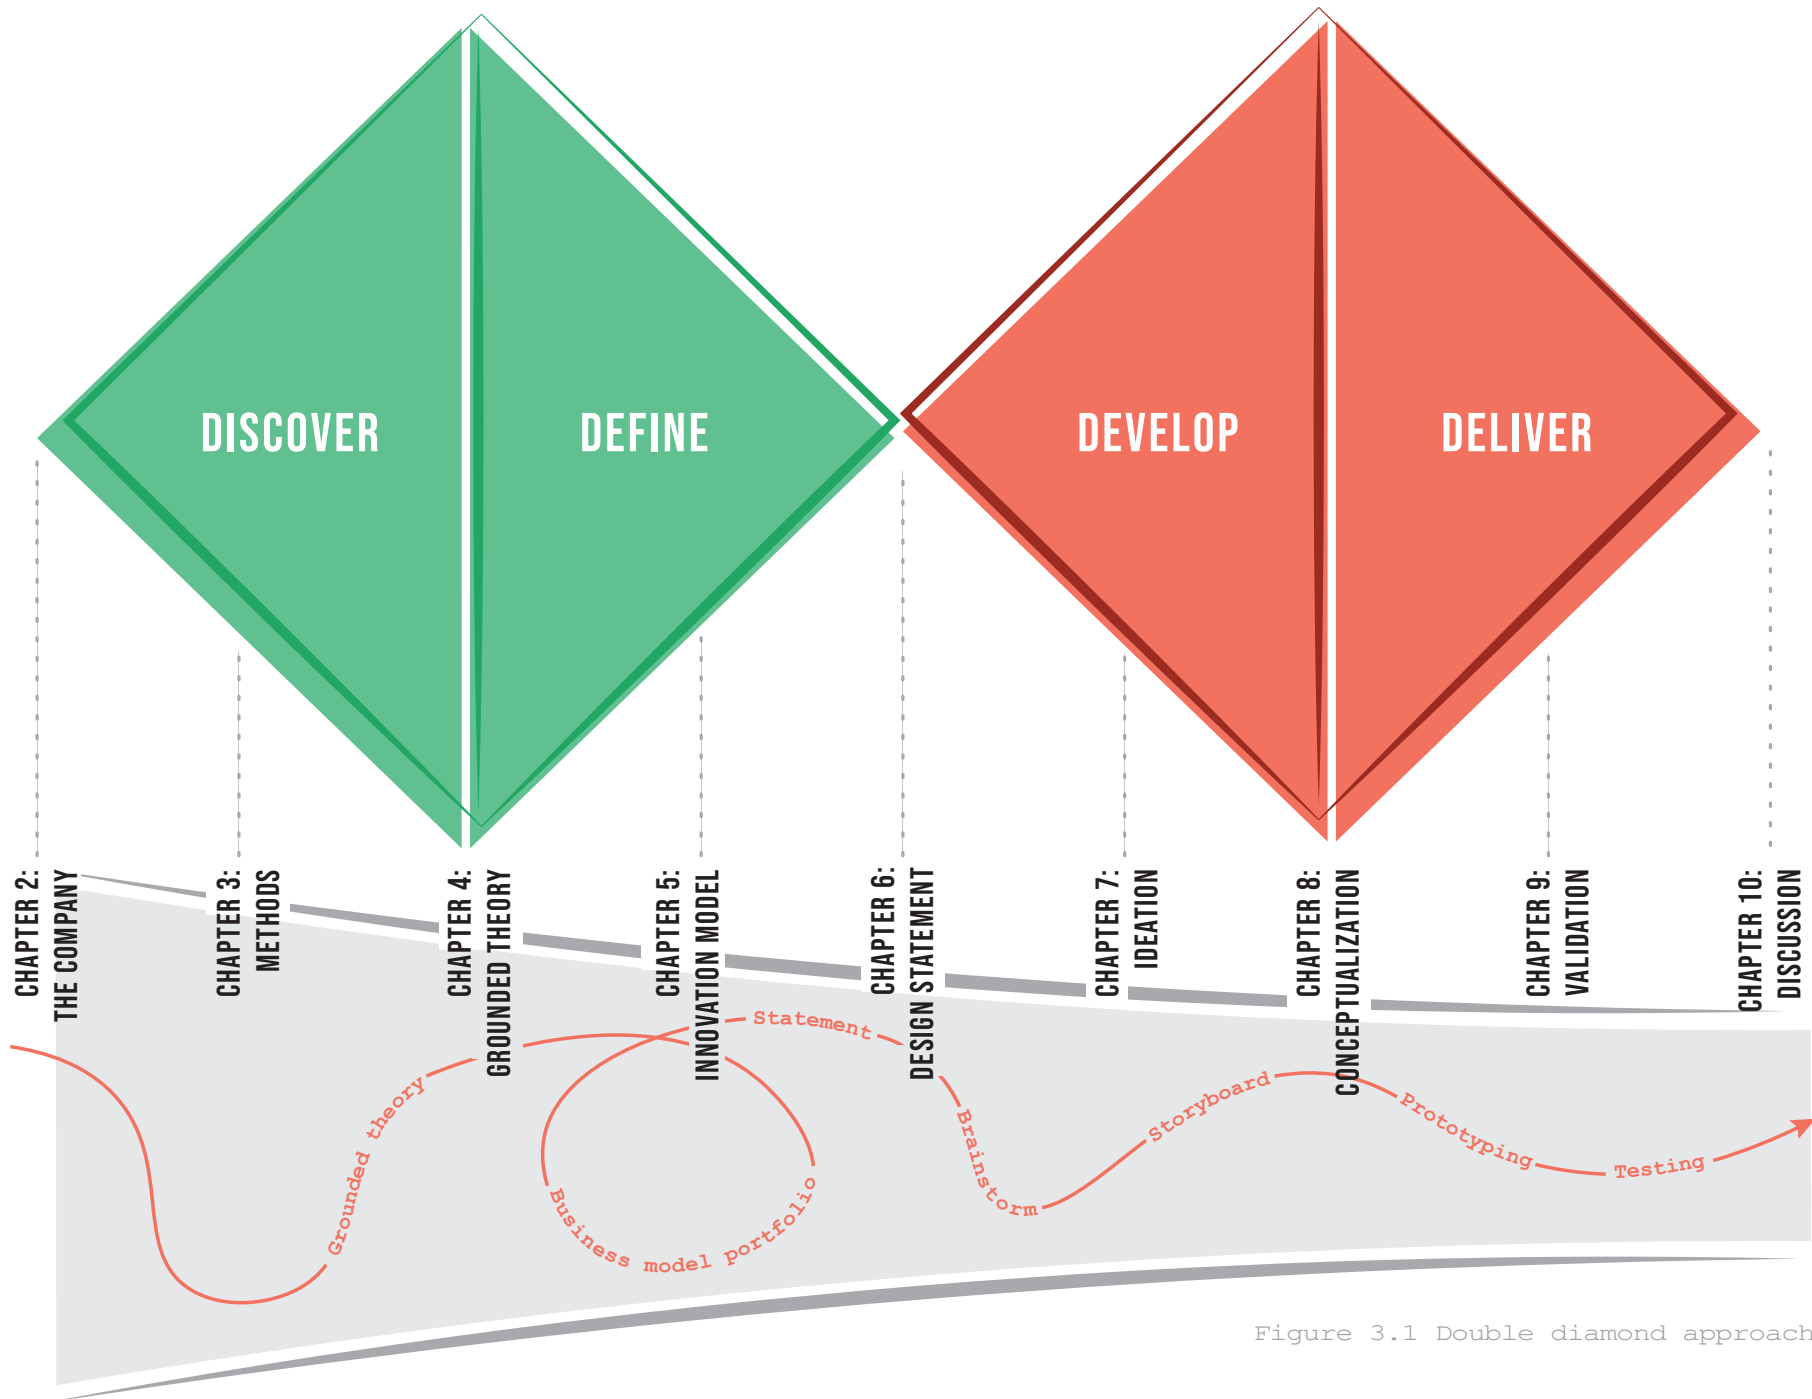 DISCOVER
DEFINE
DEVELOP
DELIVER
CHAPTER 2:
THE COMPANY
CHAPTER 3:
METHODS
CHAPTER 4:
GROUNDED THEORY
CHAPTER 5:
INNOVATION MODEL
CHAPTER 6:
DESIGN STATEMENT
CHAPTER 7:
IDEATION
CHAPTER 8:
CONCEPTUALIZATION
CHAPTER 9:
VALIDATION
CHAPTER 10:
DISCUSSION
Grounded theory
Business model portfolio
Statement
Brainstorm
Storyboard
Prototyping
Testing
Figure 3.1 Double diamond approach